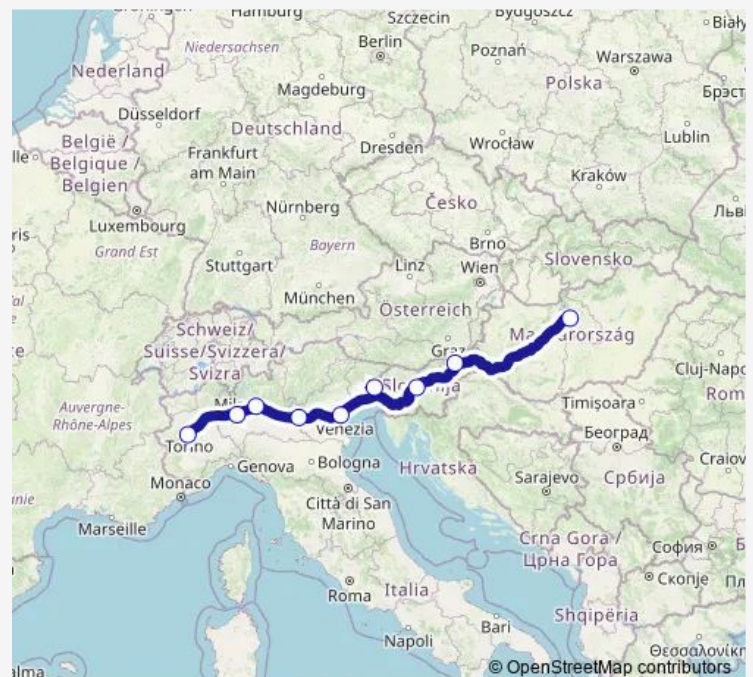 Hamburg
Szczecin
Bydgoszcz
Niedersachsen
Berlin
Poznań
Warszawa
Nederland
Magdeburg
Polska
Düsseldorf
België /
Belgique /
Belgien
Deutschland
Dresden
Wrocław
Lublin
Frankfurt
am Main
Kraków
Luxembourg
Česko
Nürnberg
Grand Est
Bayern
Brno
Stuttgart
Linz
Slovensko
Wien
München
Österreich
Schweiz/
Suisse/Svizzera/
Svizra
Graz
Cluj-Napo
Rom
Auvergne-
Rhône-Alpes
Timișoara
Torino
Venezia
Београд
Genova
Bologna
Hrvatska
Monaco
Sarajevo
Србија
Craiov
Città di San
Marino
Marseille
Crna Gora /
Црна Гора
София
Скопје
Roma
Italia
Shqipëria
Napoli
Bari
© OpenStreetMap contributors